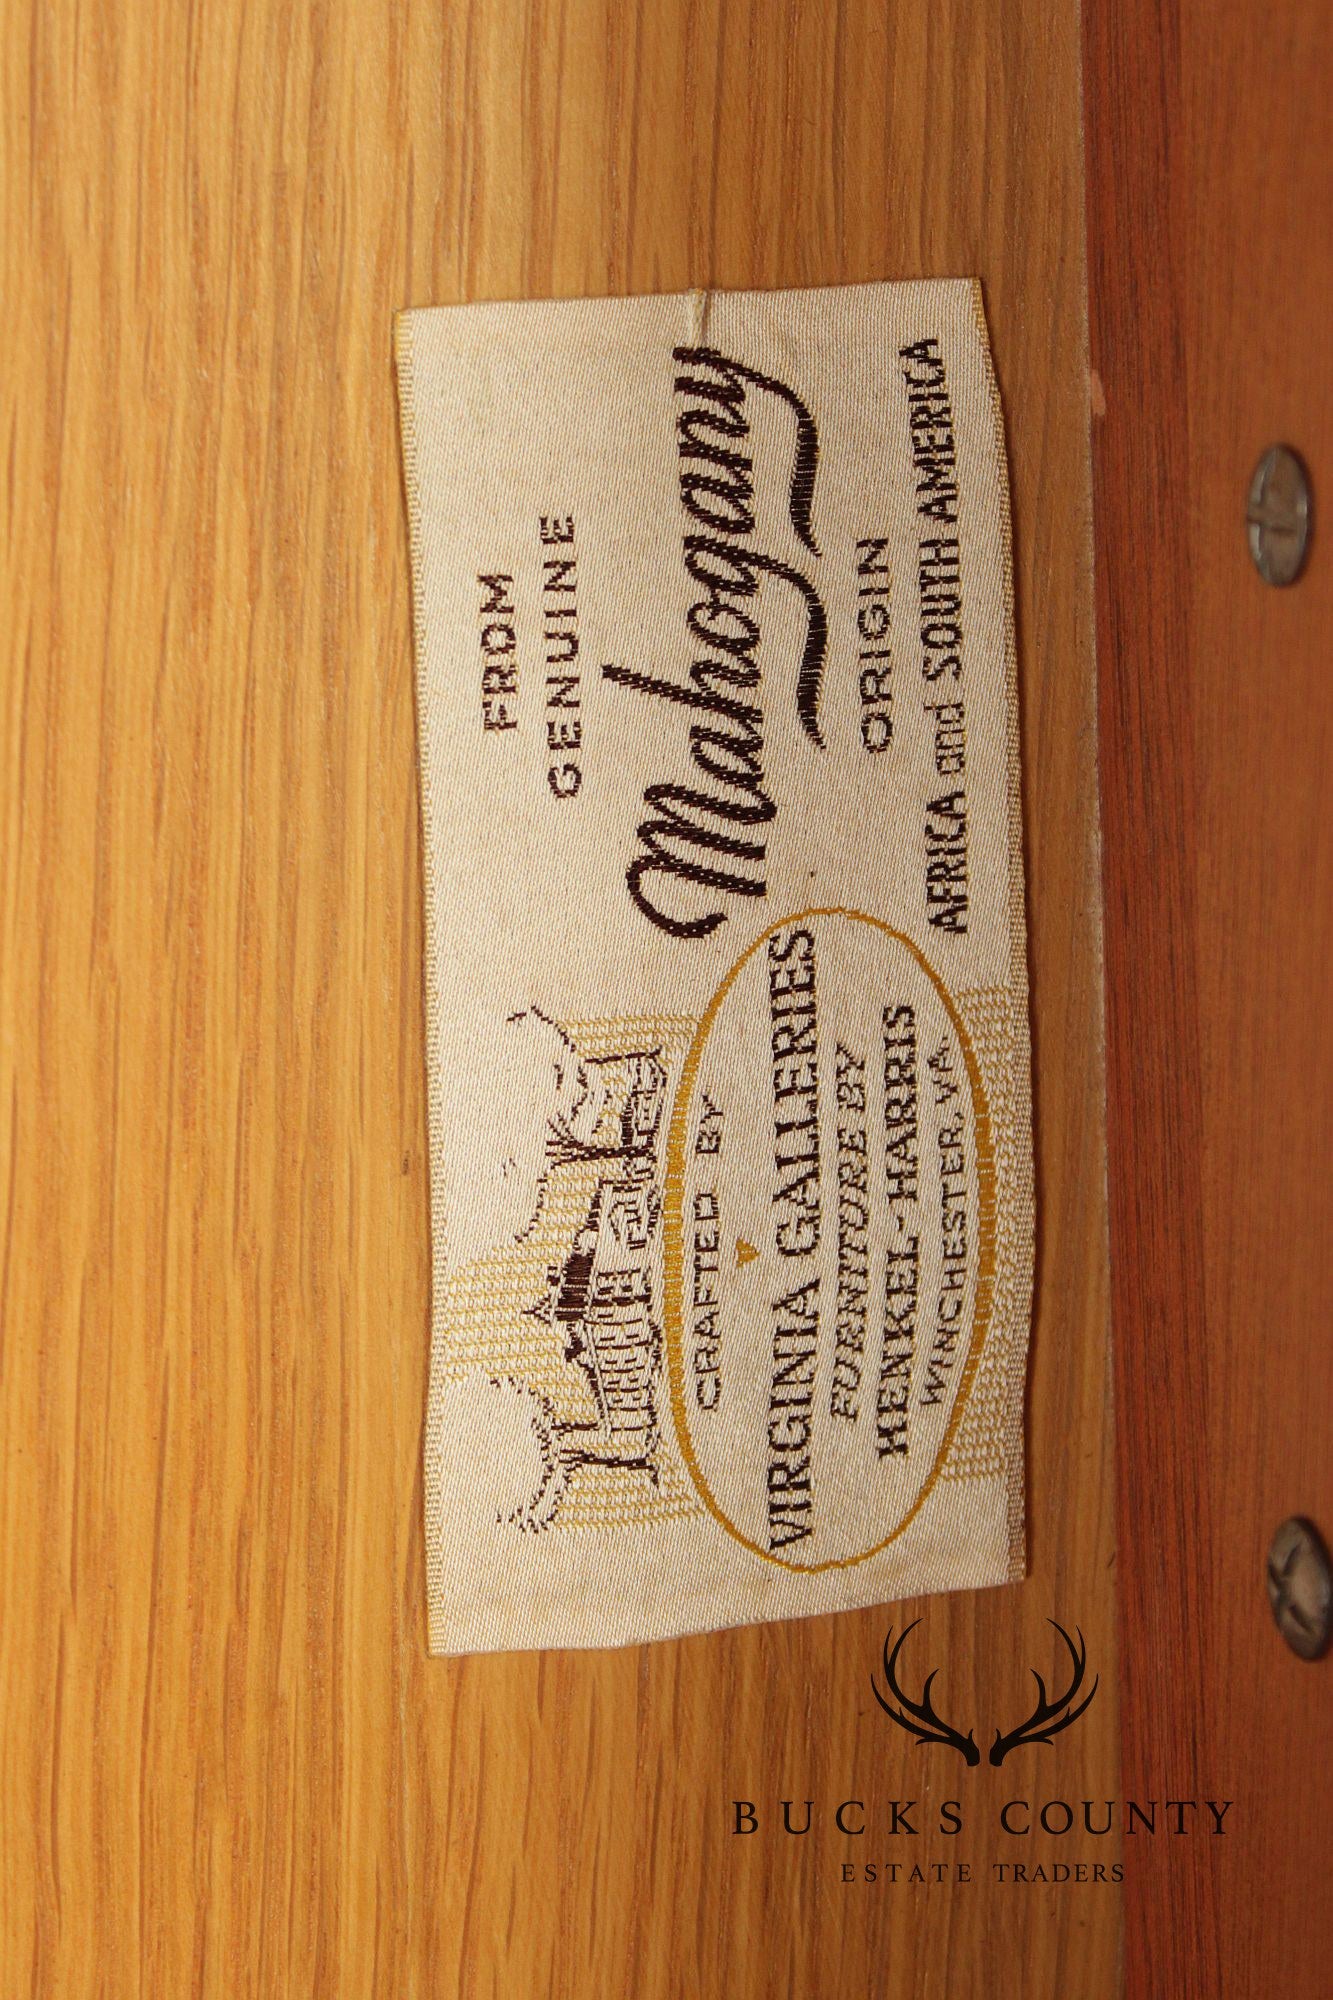 CRAFTED BY
VIRGINIA GALLERIES
FURNITURE BY
HENKEL-HARRIS
WINCHESTER, VA.
FROM
GENUINE
Mahogany
ORIGIN
AFRICA and SOUTH AMERICA
BUCKS COUNTY
ESTATE TRADERS